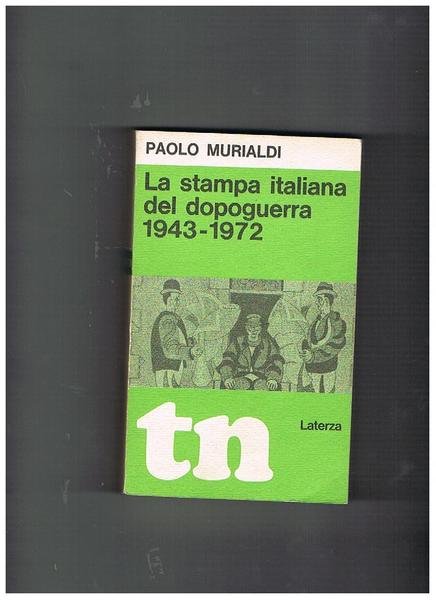 PAOLO MURIALDI
La stampa italiana
del dopoguerra
1943-1972
Laterza
tn